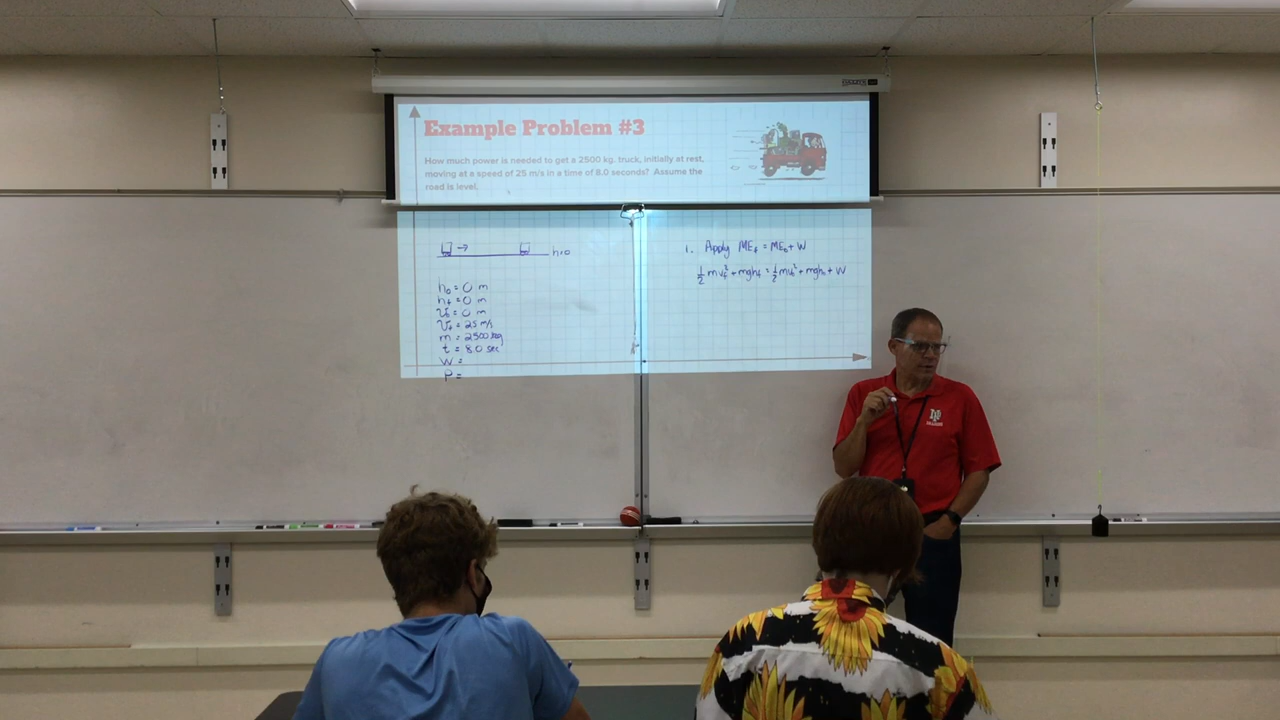 Example Problem #3
How much power is needed to get a 2500 kg. truck, initially at rest,
moving at a speed of 25 m/s in a time of 8.0 seconds? Assume the
road is level.
h=0
h₀ = 0 m
h_f = 0 m
v₀ = 0 m
v_f = 25 m/s
m = 2500 kg
t = 8.0 sec
W =
P =
1. Apply ME_f = ME₀ + W
½mv_f² + mgh_f = ½mv₀² + mgh₀ + W